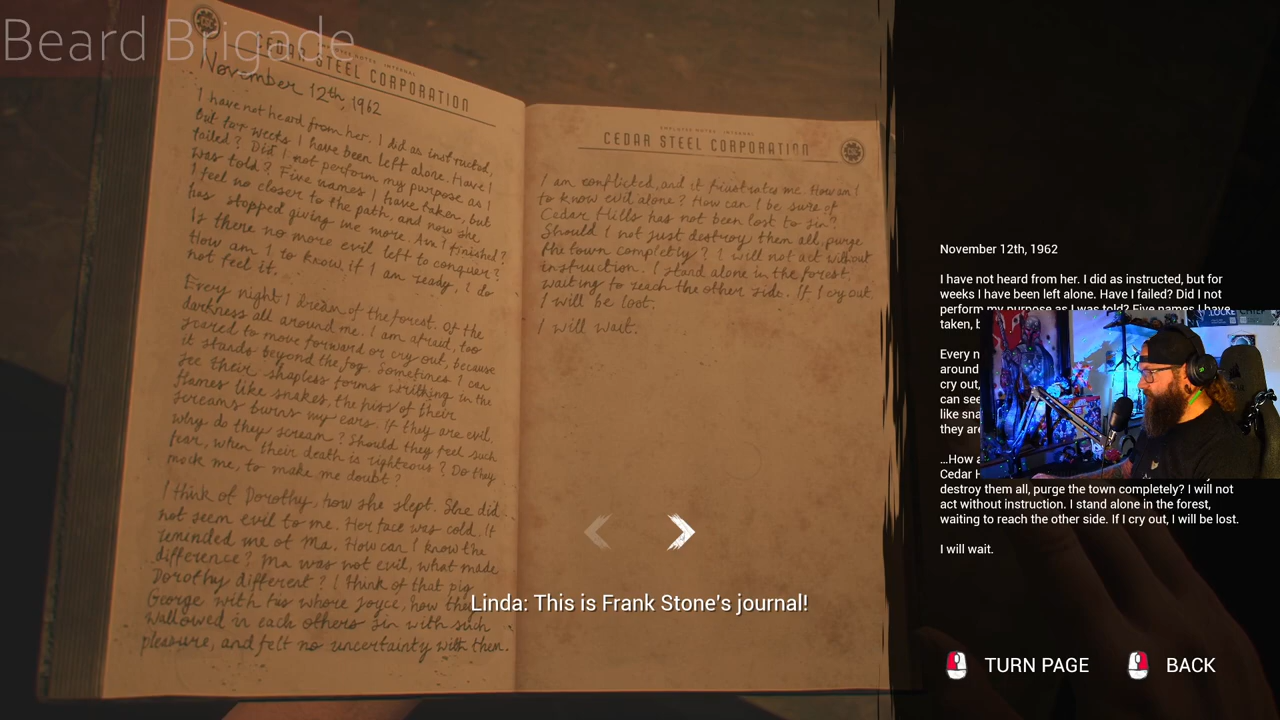 Beard Brigade
EMPLOYEE NOTES - INTERNAL
CEDAR STEEL CORPORATION
November 12th, 1962
I have not heard from her. I did as instructed,
But for weeks I have been left alone. Have I
failed? Did I not perform my purpose as I
was told? Five names I have taken, but
I feel no closer to the path, and now she
has stopped giving me more. Am I finished?
Is there no more evil left to conquer?
How am I to know if I am ready, I do
not feel it.
Every night I dream of the forest. Of the
darkness all around me. I am afraid, too
scared to move forward or cry out, because
it stands beyond the fog. Sometimes I can
see their shapless forms writhing in the
flames like snakes, the hiss of their
screams burns my ears. If they are evil,
why do they scream? Should they feel such
fear, when their death is righteous? Do they
mock me, to make me doubt?
I think of Dorothy, how she slept. She did
not seem evil to me. Her face was cold, it
reminded me of Ma. How can I know the
difference? Ma was not evil, what made
Dorothy different? I think of that pig
George with his whore Joyce, how they
wallowed in each others sin with such
pleasure, and felt no uncertainty with them.
EMPLOYEE NOTES - INTERNAL
CEDAR STEEL CORPORATION
I am conflicted, and it frustrates me. How am I
to know evil alone? How can I be sure of
Cedar Hills has not been lost to sin?
Should I not just destroy them all, purge
the town completely? I will not act without
instruction. I stand alone in the forest,
waiting to reach the other side. If I cry out,
I will be lost.
I will wait.
Linda: This is Frank Stone's journal!
November 12th, 1962
I have not heard from her. I did as instructed, but for
weeks I have been left alone. Have I failed? Did I not
perform my purpose as I was told? Five names I have
taken, b
Every n
around
cry out,
can see
like sna
they are
…How a
Cedar H
destroy them all, purge the town completely? I will not
act without instruction. I stand alone in the forest,
waiting to reach the other side. If I cry out, I will be lost.
I will wait.
TURN PAGE
BACK